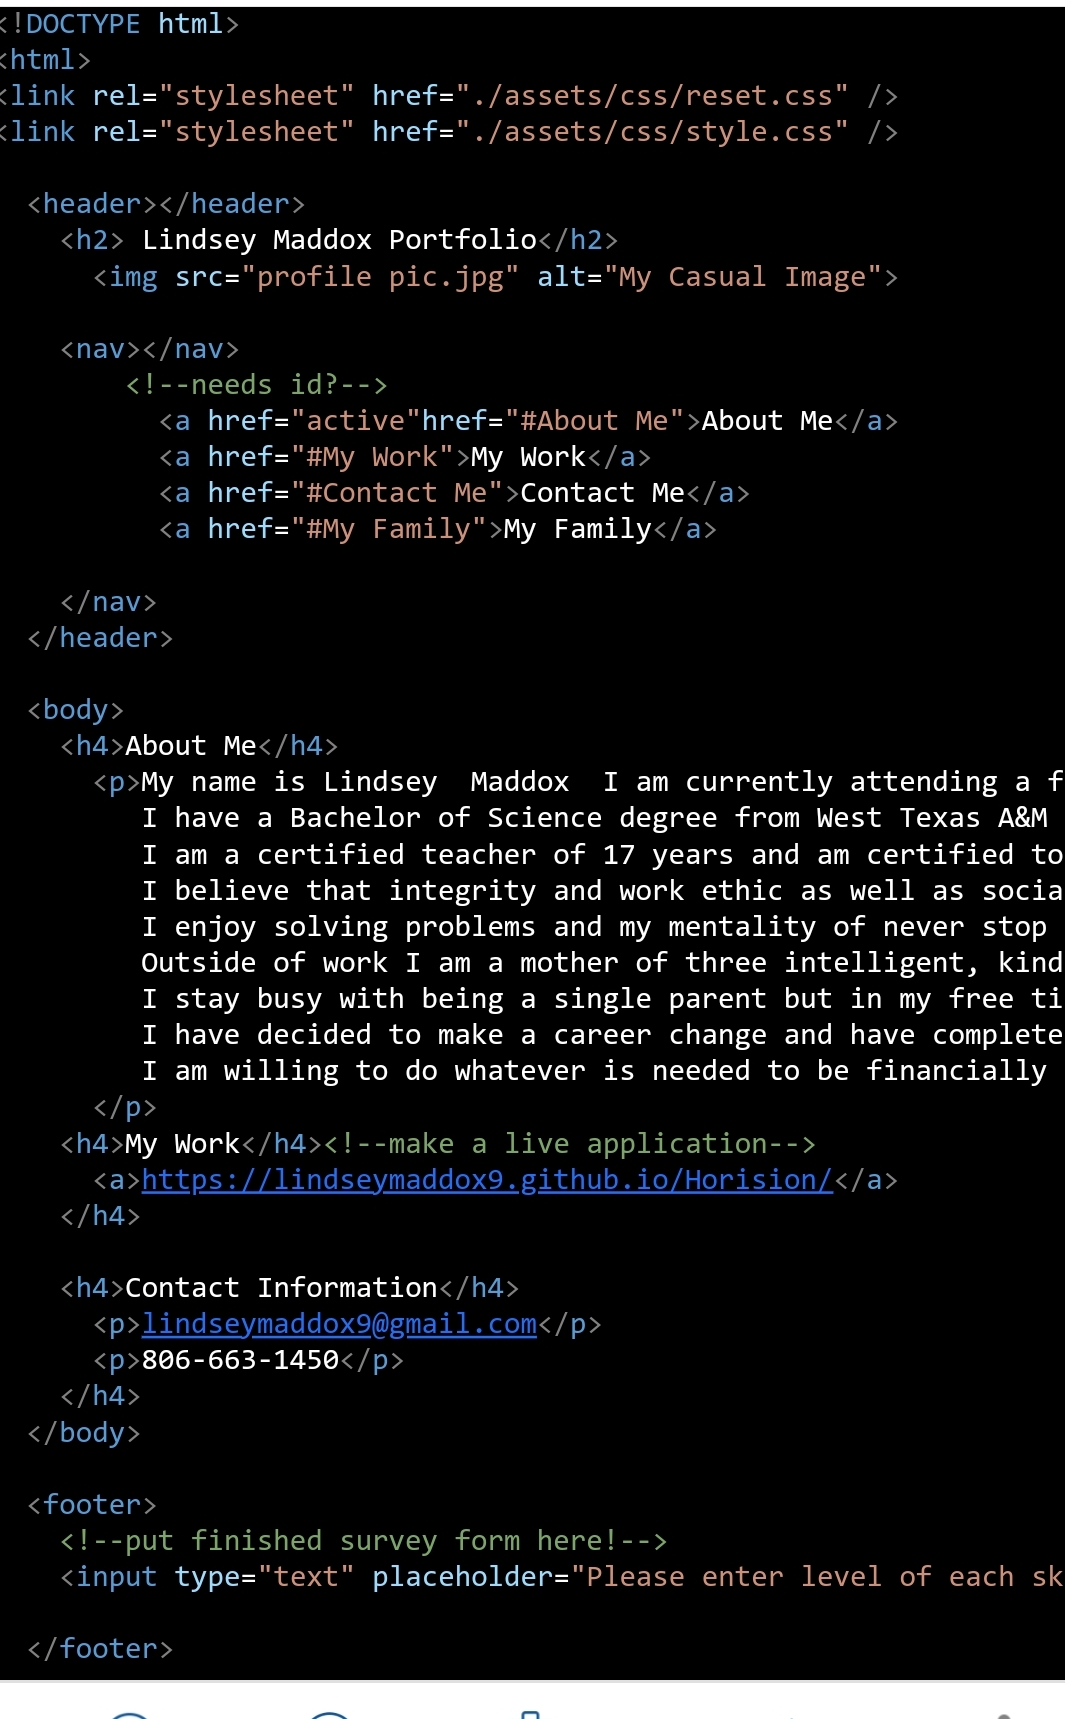 <!DOCTYPE html>
<html>
<link rel="stylesheet" href="./assets/css/reset.css" />
<link rel="stylesheet" href="./assets/css/style.css" />
<header></header>
<h2> Lindsey Maddox Portfolio</h2>
<img src="profile pic.jpg" alt="My Casual Image">
<nav></nav>
<!--needs id?-->
<a href="active"href="#About Me">About Me</a>
<a href="#My Work">My Work</a>
<a href="#Contact Me">Contact Me</a>
<a href="#My Family">My Family</a>
</nav>
</header>
<body>
<h4>About Me</h4>
<p>My name is Lindsey  Maddox  I am currently attending a f
I have a Bachelor of Science degree from West Texas A&M
I am a certified teacher of 17 years and am certified to
I believe that integrity and work ethic as well as socia
I enjoy solving problems and my mentality of never stop
Outside of work I am a mother of three intelligent, kind
I stay busy with being a single parent but in my free ti
I have decided to make a career change and have complete
I am willing to do whatever is needed to be financially
</p>
<h4>My Work</h4><!--make a live application-->
<a>https://lindseymaddox9.github.io/Horision/</a>
</h4>
<h4>Contact Information</h4>
<p>lindseymaddox9@gmail.com</p>
<p>806-663-1450</p>
</h4>
</body>
<footer>
<!--put finished survey form here!-->
<input type="text" placeholder="Please enter level of each sk
</footer>